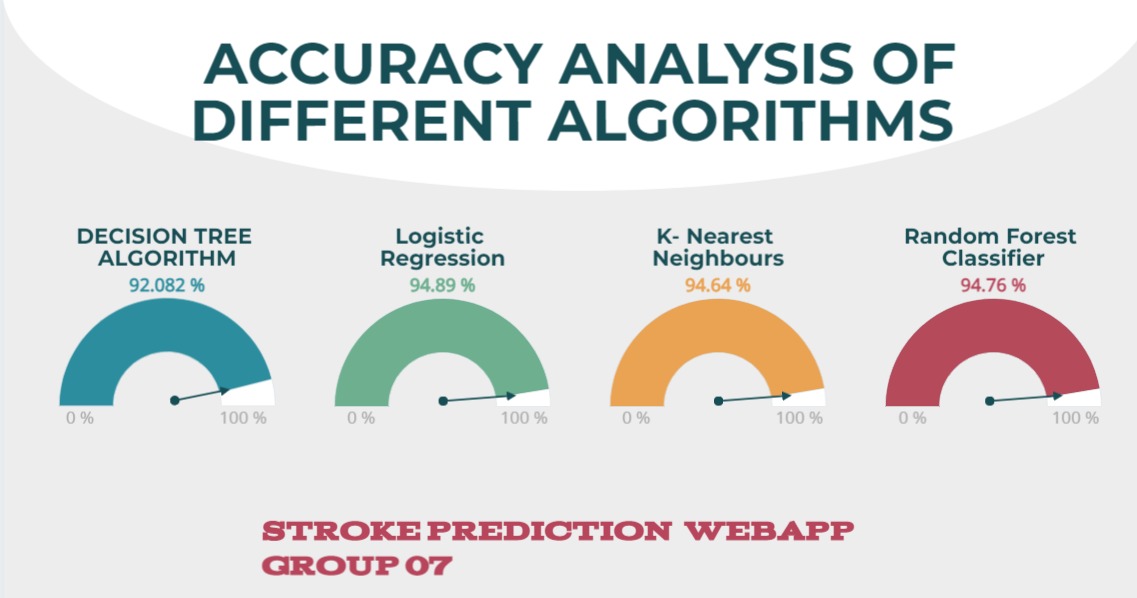 ACCURACY ANALYSIS OF
DIFFERENT ALGORITHMS
DECISION TREE
ALGORITHM
92.082 %
0 %
100 %
Logistic
Regression
94.89 %
0 %
100 %
K- Nearest
Neighbours
94.64 %
0 %
100 %
Random Forest
Classifier
94.76 %
0 %
100 %
STROKE PREDICTION WEBAPP
GROUP 07